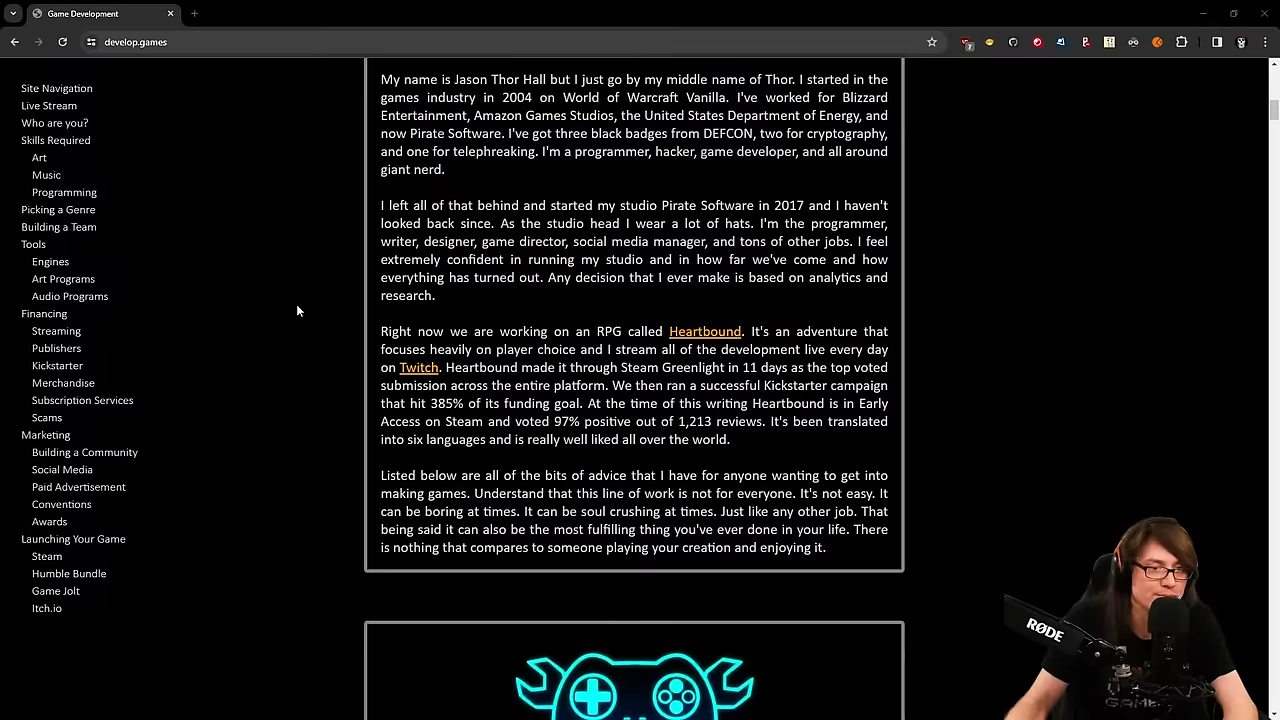 Game Development
develop.games
7
Site Navigation
Live Stream
Who are you?
Skills Required
Art
Music
Programming
Picking a Genre
Building a Team
Tools
Engines
Art Programs
Audio Programs
Financing
Streaming
Publishers
Kickstarter
Merchandise
Subscription Services
Scams
Marketing
Building a Community
Social Media
Paid Advertisement
Conventions
Awards
Launching Your Game
Steam
Humble Bundle
Game Jolt
Itch.io
My name is Jason Thor Hall but I just go by my middle name of Thor. I started in the
games industry in 2004 on World of Warcraft Vanilla. I've worked for Blizzard
Entertainment, Amazon Games Studios, the United States Department of Energy, and
now Pirate Software. I've got three black badges from DEFCON, two for cryptography,
and one for telephreaking. I'm a programmer, hacker, game developer, and all around
giant nerd.
I left all of that behind and started my studio Pirate Software in 2017 and I haven't
looked back since. As the studio head I wear a lot of hats. I'm the programmer,
writer, designer, game director, social media manager, and tons of other jobs. I feel
extremely confident in running my studio and in how far we've come and how
everything has turned out. Any decision that I ever make is based on analytics and
research.
Right now we are working on an RPG called Heartbound. It's an adventure that
focuses heavily on player choice and I stream all of the development live every day
on Twitch. Heartbound made it through Steam Greenlight in 11 days as the top voted
submission across the entire platform. We then ran a successful Kickstarter campaign
that hit 385% of its funding goal. At the time of this writing Heartbound is in Early
Access on Steam and voted 97% positive out of 1,213 reviews. It's been translated
into six languages and is really well liked all over the world.
Listed below are all of the bits of advice that I have for anyone wanting to get into
making games. Understand that this line of work is not for everyone. It's not easy. It
can be boring at times. It can be soul crushing at times. Just like any other job. That
being said it can also be the most fulfilling thing you've ever done in your life. There
is nothing that compares to someone playing your creation and enjoying it.
RØDE